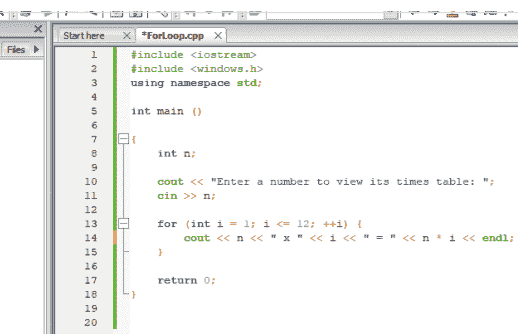 Start here
*ForLoop.cpp
Files
1 #include <iostream>
2 #include <windows.h>
3 using namespace std;
4
5 int main ()
6
7 {
8 int n;
9
10 cout << "Enter a number to view its times table: ";
11 cin >> n;
12
13 for (int i = 1; i <= 12; ++i) {
14 cout << n << " x " << i << " = " << n * i << endl;
15 }
16
17 return 0;
18 }
19
20